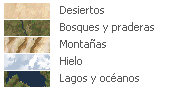 Desiertos
Bosques y praderas
Montañas
Hielo
Lagos y océanos